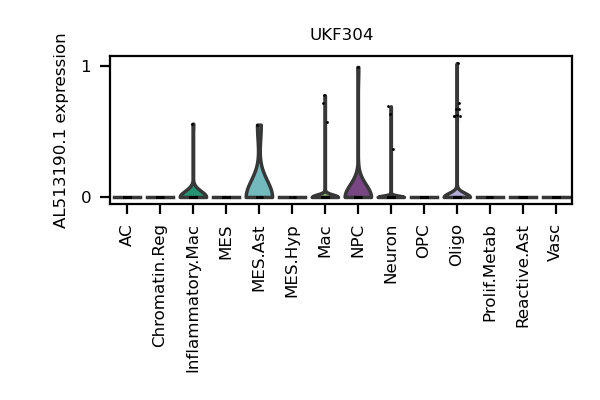 UKF304
AL513190.1 expression
1
0
AC
Chromatin.Reg
Inflammatory.Mac
MES
MES.Ast
MES.Hyp
Mac
NPC
Neuron
OPC
Oligo
Prolif.Metab
Reactive.Ast
Vasc